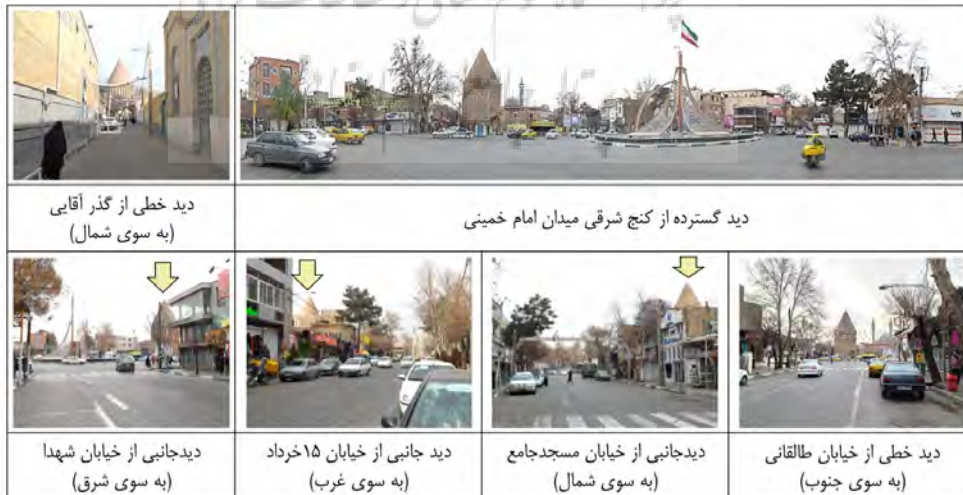 دید گسترده از کنج شرقی میدان امام خمینی
دید خطی از گذر آقایی
(به سوی شمال)
دید خطی از خیابان طالقانی
(به سوی جنوب)
دیدجانبی از خیابان مسجدجامع
(به سوی شمال)
دید جانبی از خیابان ۱۵خرداد
(به سوی غرب)
دیدجانبی از خیابان شهدا
(به سوی شرق)